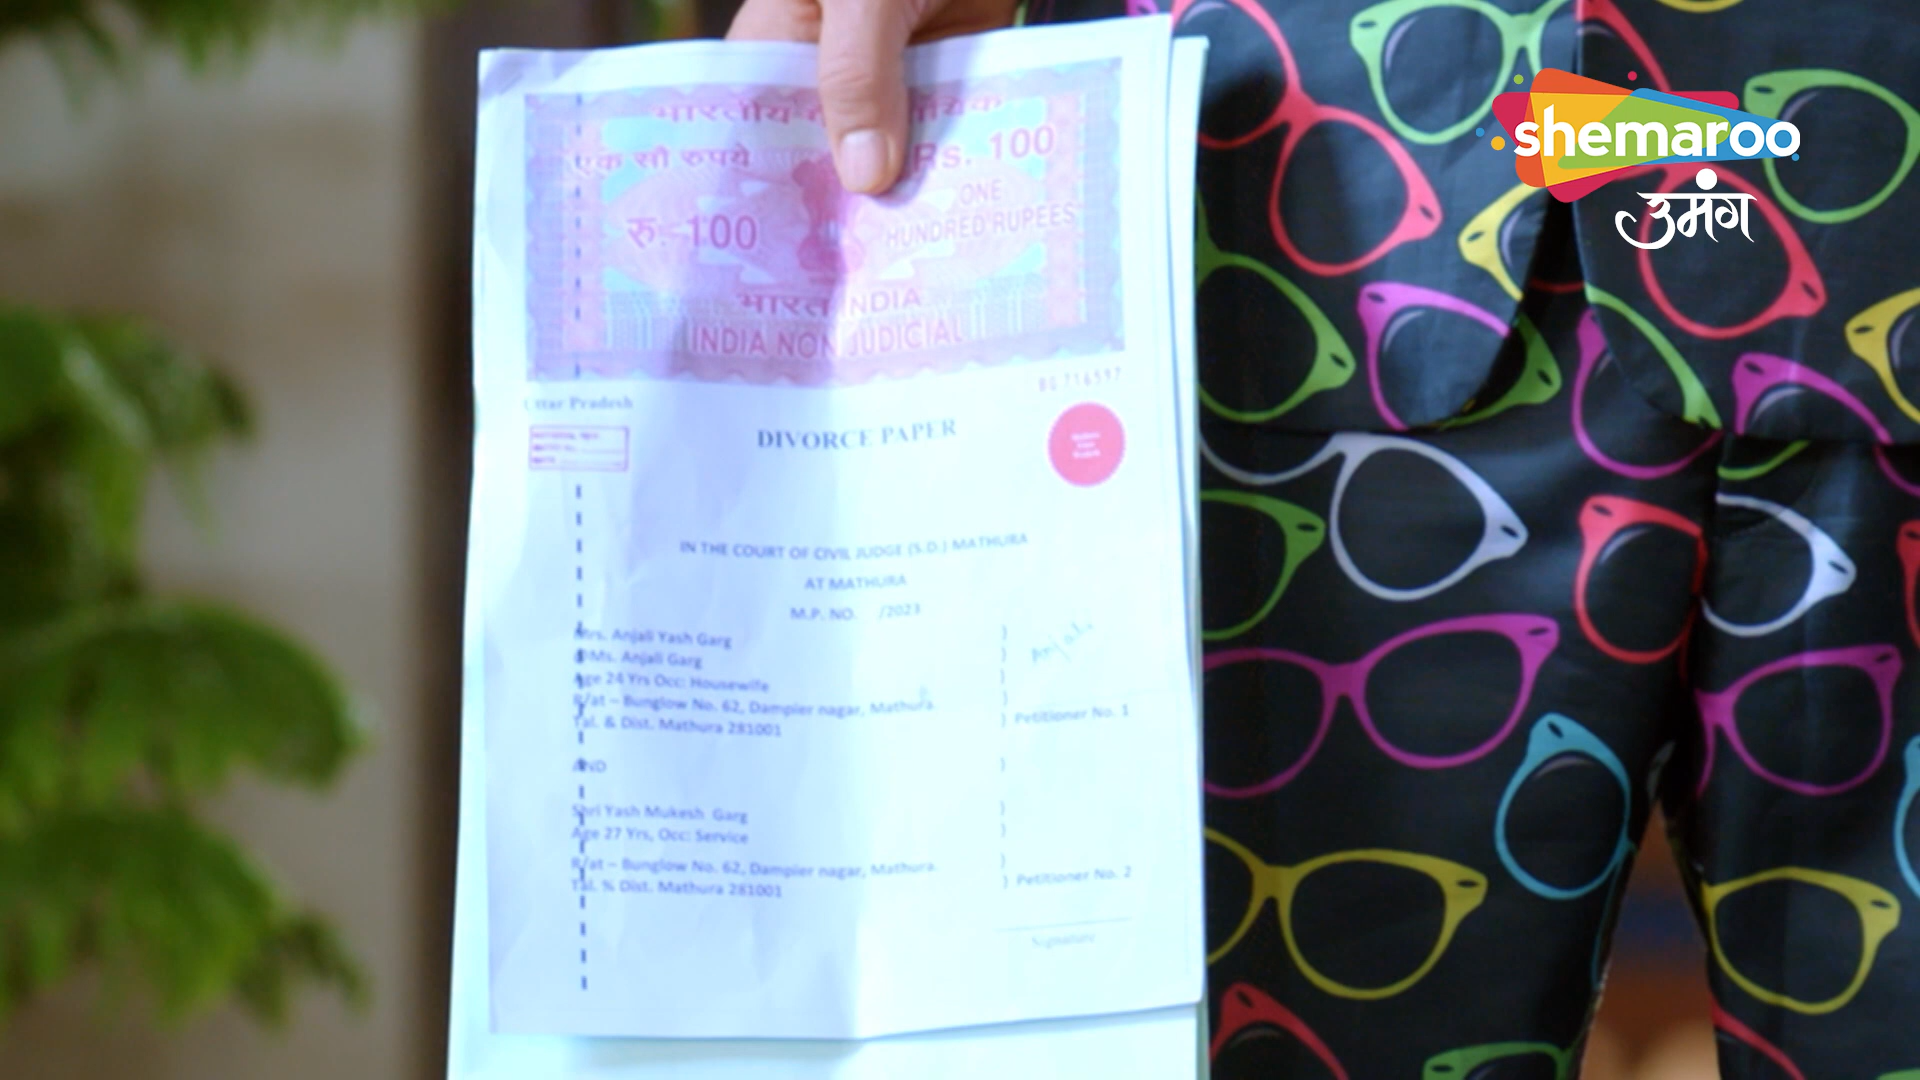 shemaroo
उमंग
एक सौ रुपये
Rs. 100
रु. 100
ONE
HUNDRED RUPEES
भारत INDIA
INDIA NON JUDICIAL
Uttar Pradesh
DIVORCE PAPER
IN THE COURT OF CIVIL JUDGE (S.D.) MATHURA
AT MATHURA
M.P. NO. /2023
Mrs. Anjali Yash Garg )
Ms. Anjali Garg ) Anjali
Age 24 Yrs Occ: Housewife )
R/at – Bunglow No. 62, Dampier nagar, Mathura )
Tal. & Dist. Mathura 281001 ) Petitioner No. 1
AND )
Shri Yash Mukesh Garg )
Age 27 Yrs, Occ: Service )
R/at – Bunglow No. 62, Dampier nagar, Mathura. )
Tal. % Dist. Mathura 281001 ) Petitioner No. 2
Signature